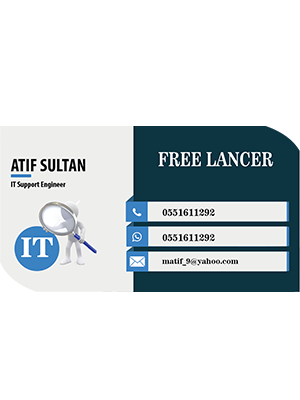 ATIF SULTAN
IT Support Engineer
IT
FREE LANCER
0551611292
0551611292
matif_9@yahoo.com